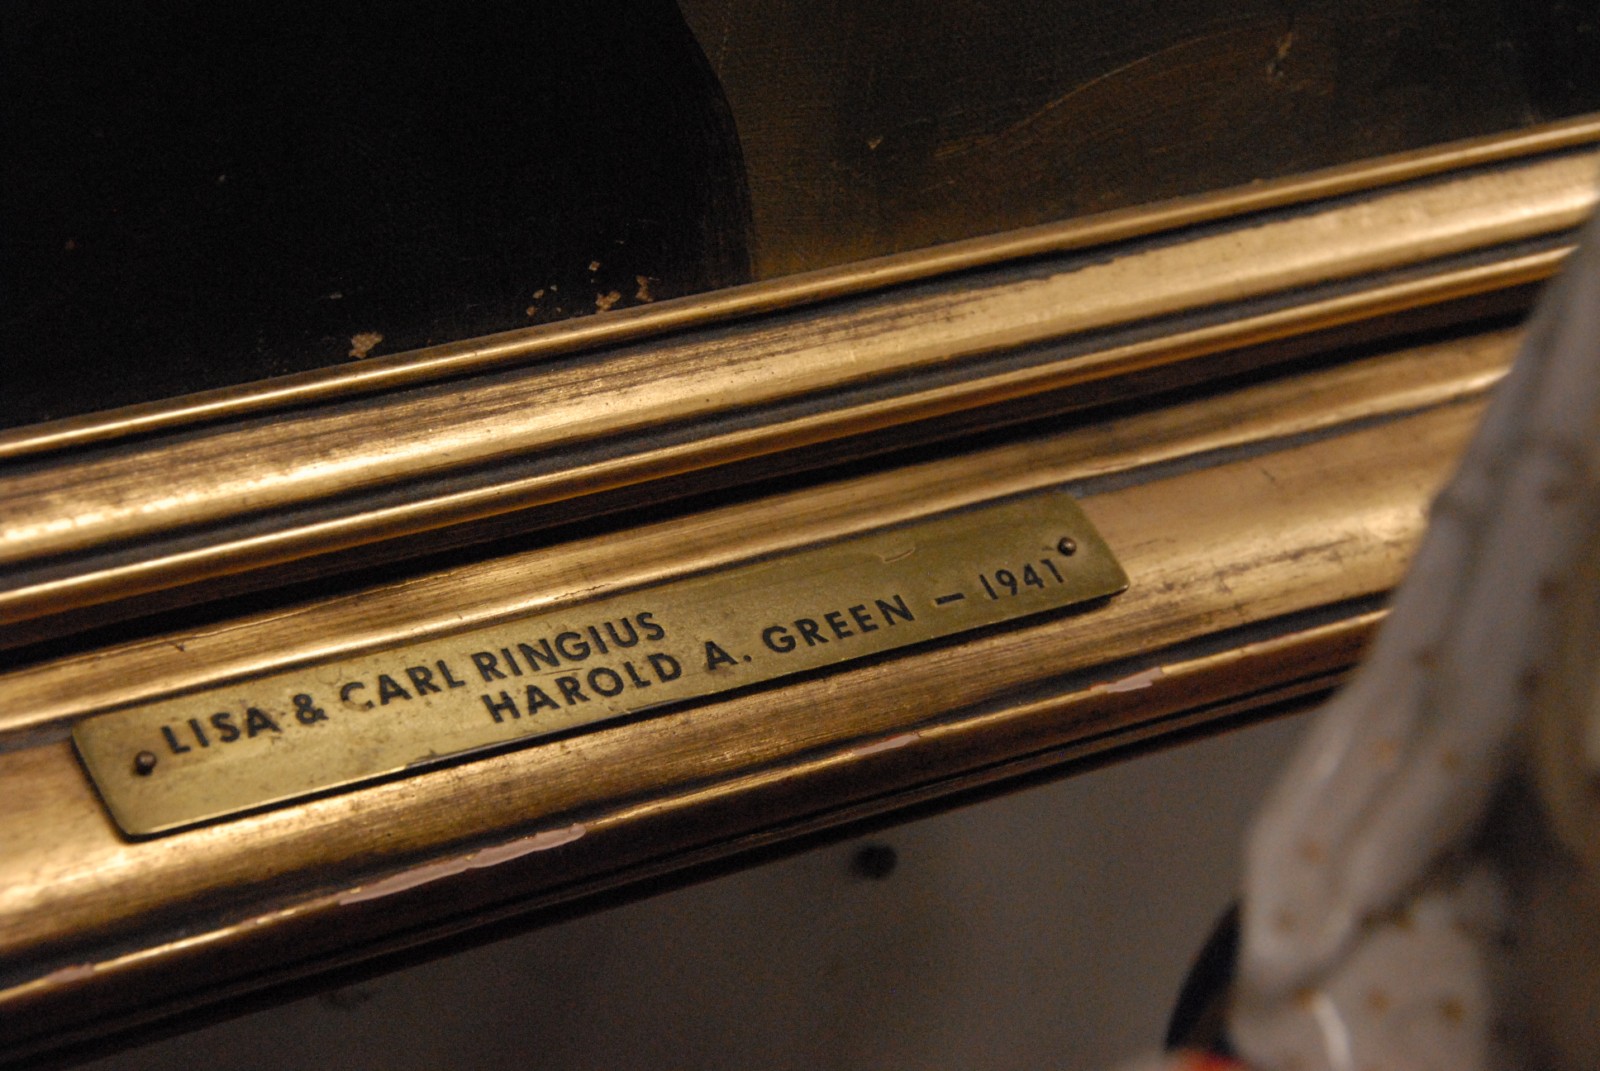 LISA & CARL RINGIUS
HAROLD A. GREEN — 1941